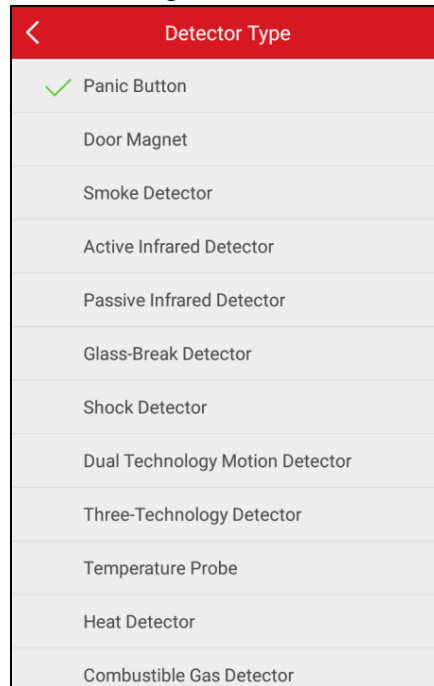 Detector Type
Panic Button
Door Magnet
Smoke Detector
Active Infrared Detector
Passive Infrared Detector
Glass-Break Detector
Shock Detector
Dual Technology Motion Detector
Three-Technology Detector
Temperature Probe
Heat Detector
Combustible Gas Detector